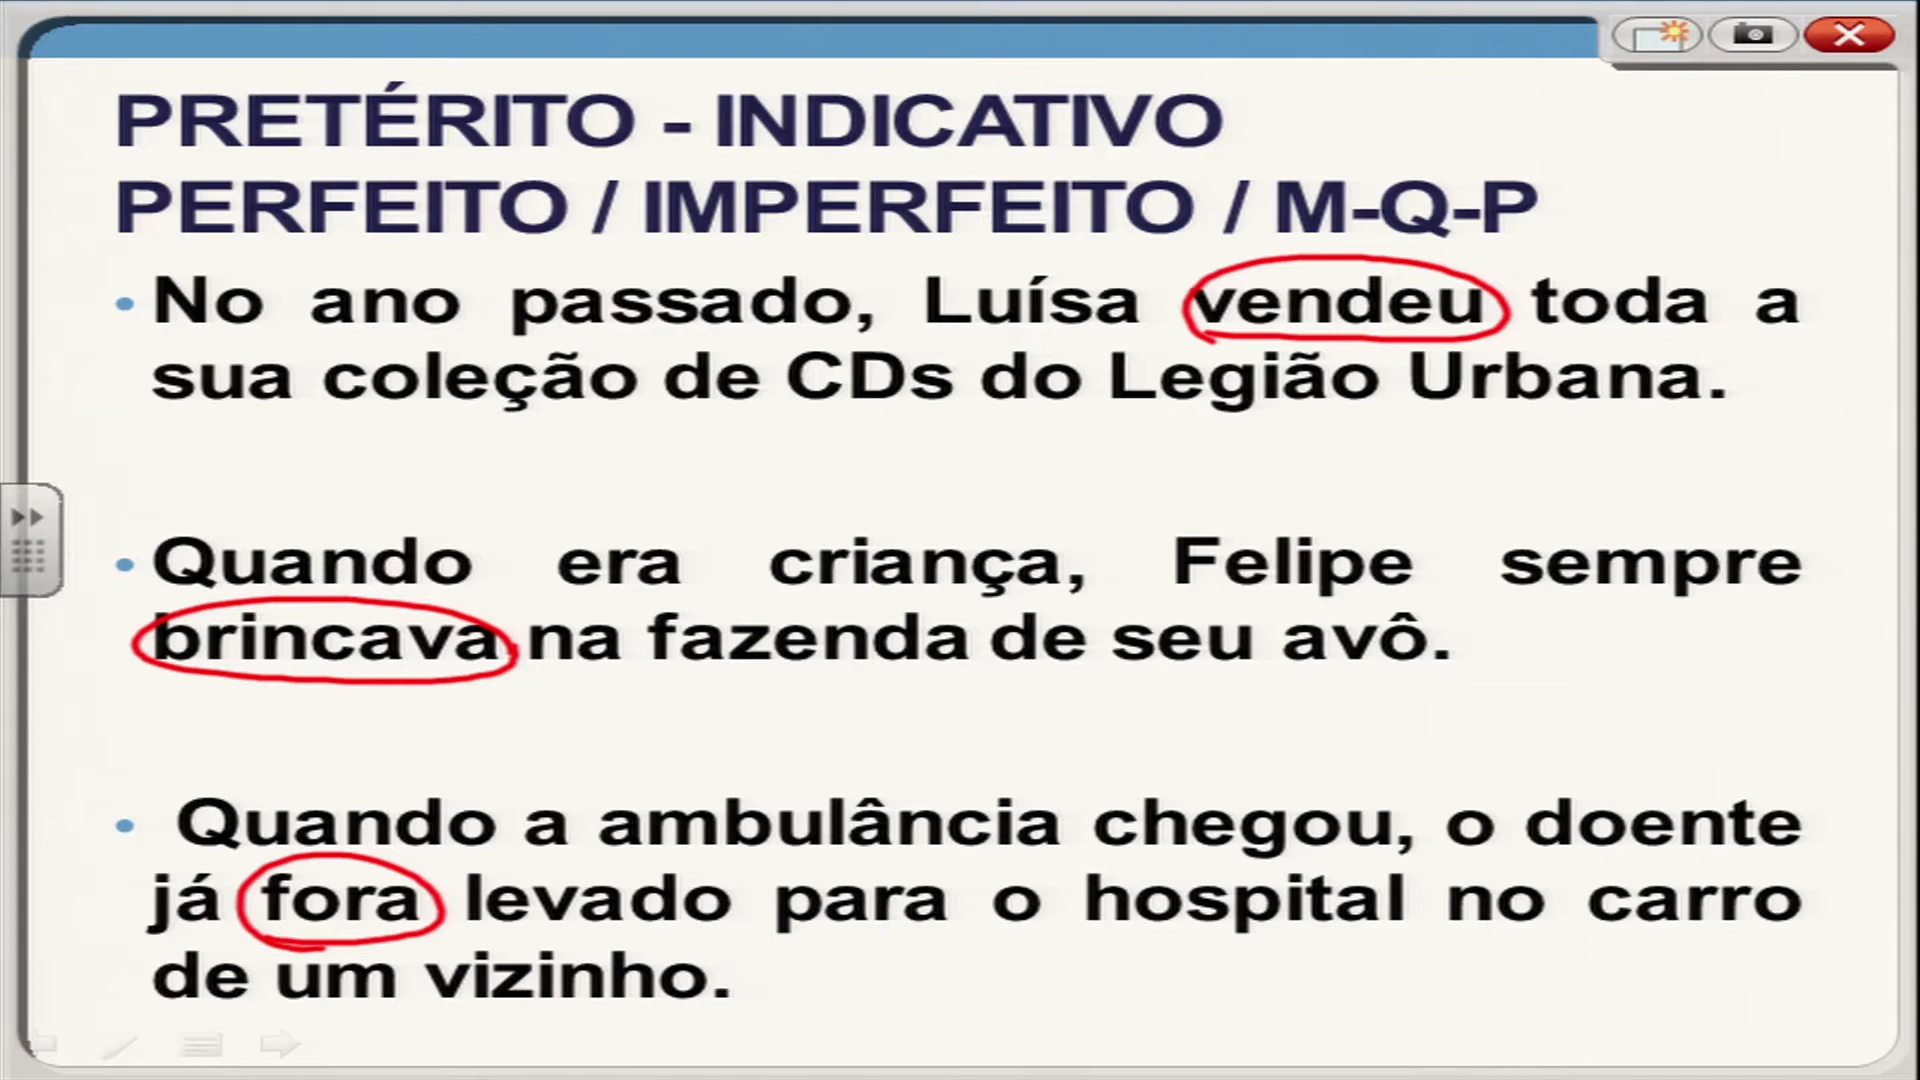 PRETÉRITO - INDICATIVO
PERFEITO / IMPERFEITO / M-Q-P
• No ano passado, Luísa vendeu toda a
sua coleção de CDs do Legião Urbana.
• Quando era criança, Felipe sempre
brincava na fazenda de seu avô.
• Quando a ambulância chegou, o doente
já fora levado para o hospital no carro
de um vizinho.